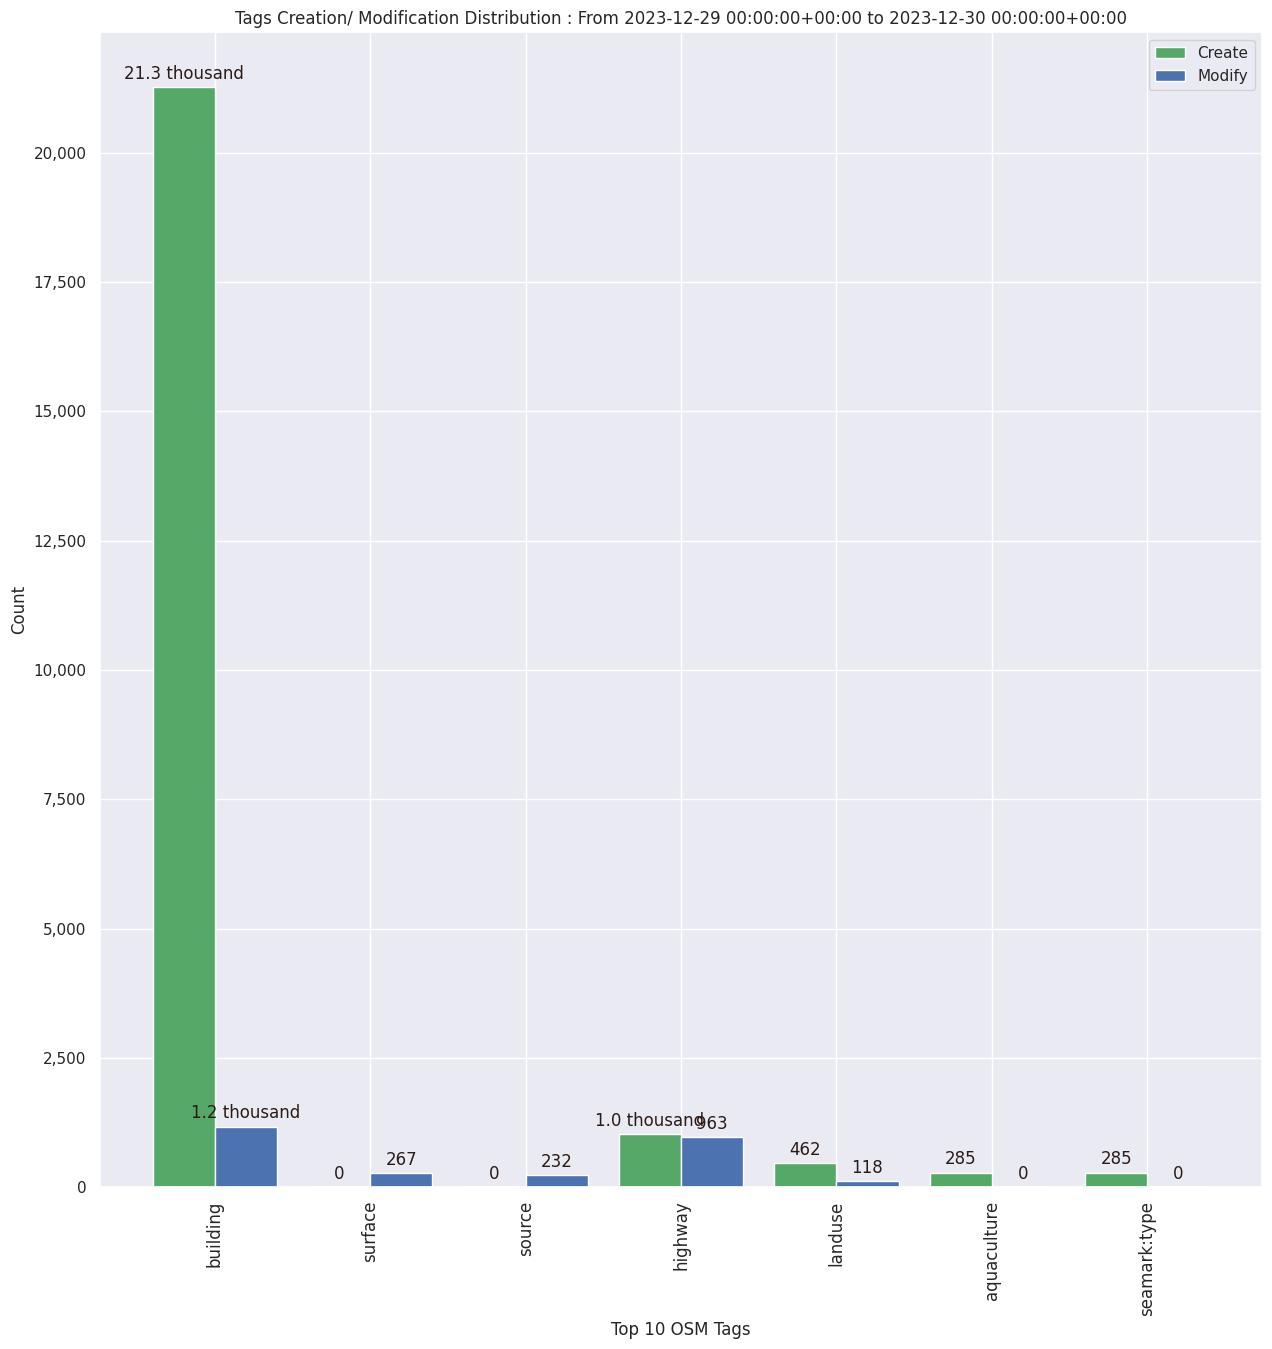 Tags Creation/ Modification Distribution : From 2023-12-29 00:00:00+00:00 to 2023-12-30 00:00:00+00:00
Create
Modify
21.3 thousand
20,000
17,500
15,000
12,500
10,000
7,500
5,000
2,500
0
Count
1.2 thousand
0
267
0
232
1.0 thousand
963
462
118
285
0
285
0
building
surface
source
highway
landuse
aquaculture
seamark:type
Top 10 OSM Tags